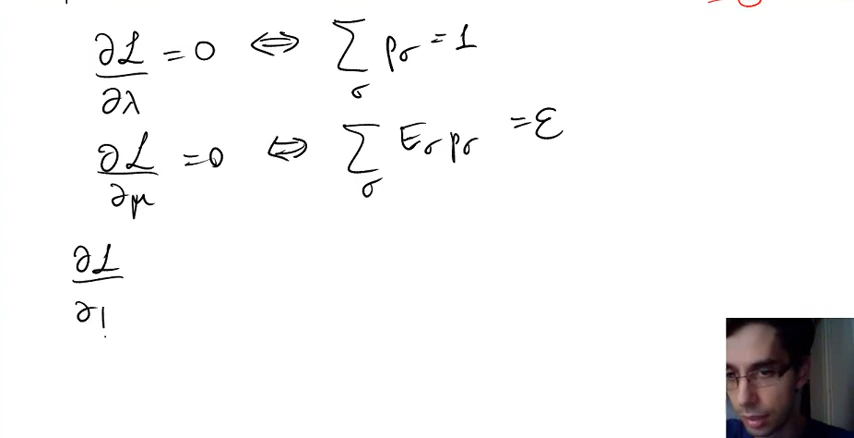 ∂ℒ/∂λ = 0 ⇔ ∑_σ p_σ = 1
∂ℒ/∂μ = 0 ⇔ ∑_σ E_σ p_σ = ℰ
∂ℒ/∂